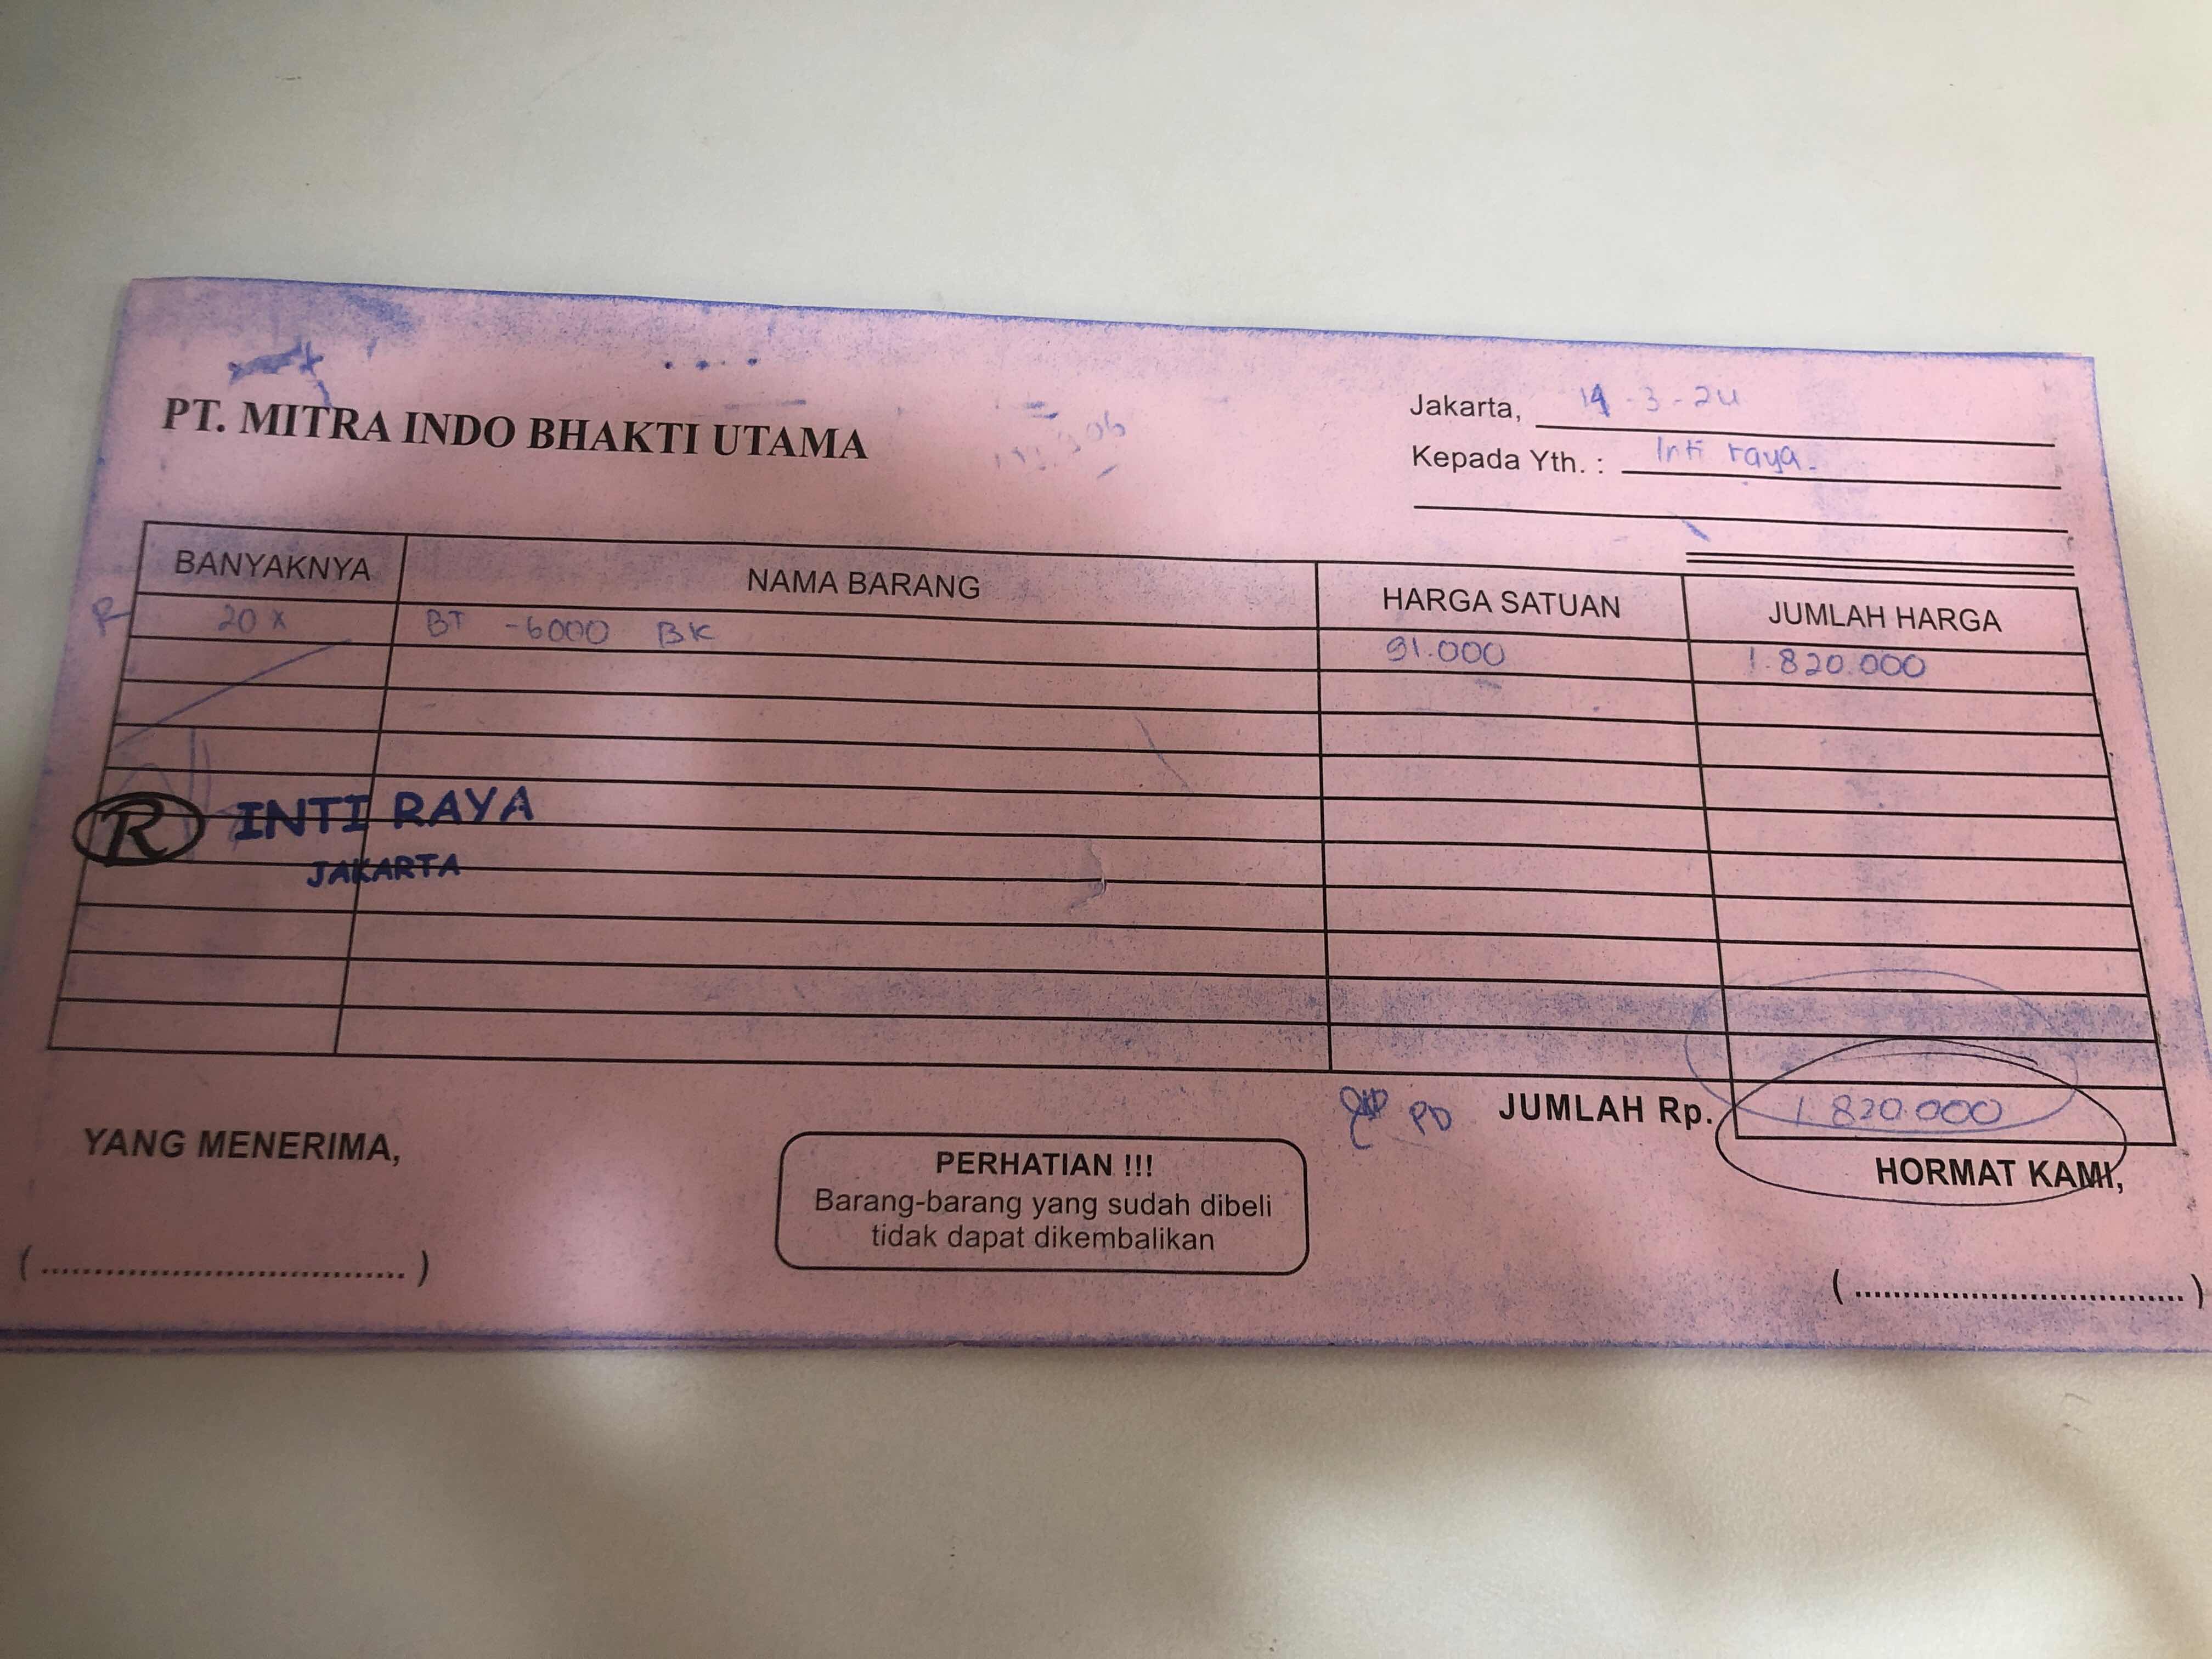 PT. MITRA INDO BHAKTI UTAMA
Jakarta, 14-3-24
Kepada Yth. : Inti raya.
BANYAKNYA NAMA BARANG HARGA SATUAN JUMLAH HARGA
20 x BT -6000 BK 91.000 1.820.000
R INTI RAYA
JAKARTA
PD JUMLAH Rp. 1.820.000
YANG MENERIMA,
HORMAT KAMI,
PERHATIAN !!!
Barang-barang yang sudah dibeli
tidak dapat dikembalikan
(....................................)
(....................................)